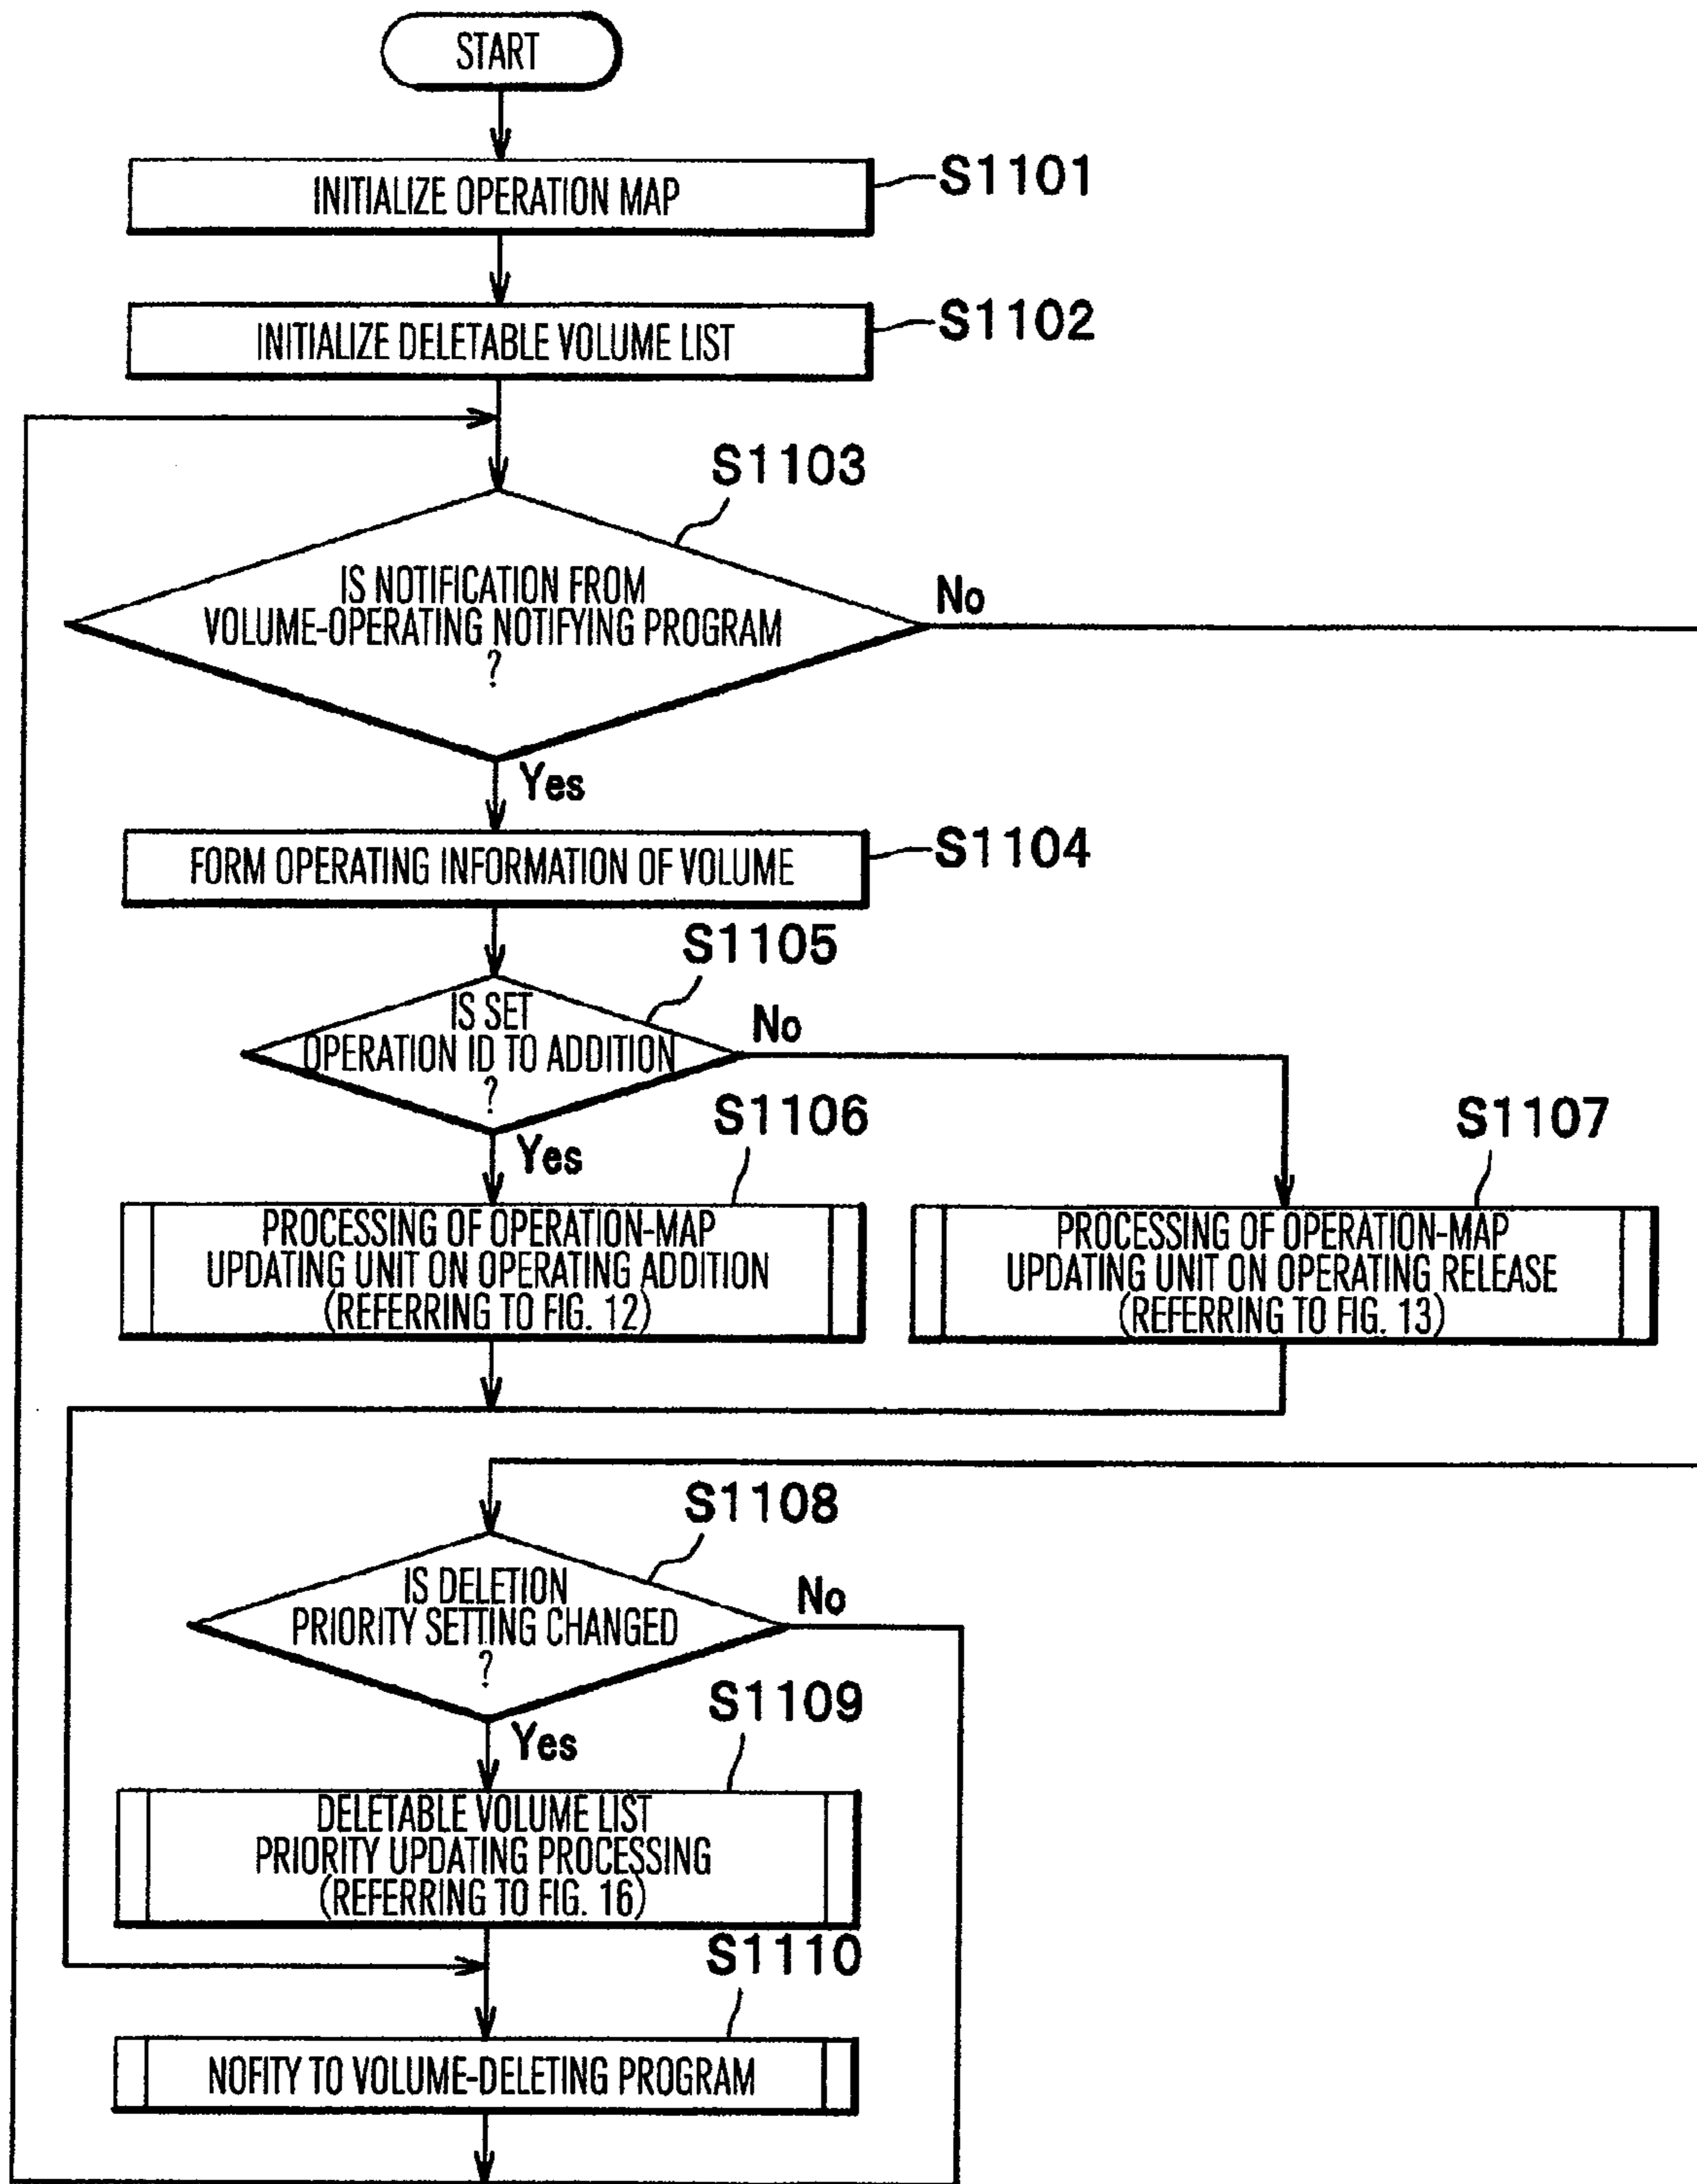 START
INITIALIZE OPERATION MAP
S1101
INITIALIZE DELETABLE VOLUME LIST
S1102
S1103
IS NOTIFICATION FROM
VOLUME-OPERATING NOTIFYING PROGRAM
?
No
Yes
FORM OPERATING INFORMATION OF VOLUME
S1104
S1105
IS SET
OPERATION ID TO ADDITION
?
No
Yes
S1106
S1107
PROCESSING OF OPERATION-MAP
UPDATING UNIT ON OPERATING ADDITION
(REFERRING TO FIG. 12)
PROCESSING OF OPERATION-MAP
UPDATING UNIT ON OPERATING RELEASE
(REFERRING TO FIG. 13)
S1108
IS DELETION
PRIORITY SETTING CHANGED
?
No
Yes
S1109
DELETABLE VOLUME LIST
PRIORITY UPDATING PROCESSING
(REFERRING TO FIG. 16)
S1110
NOFITY TO VOLUME-DELETING PROGRAM